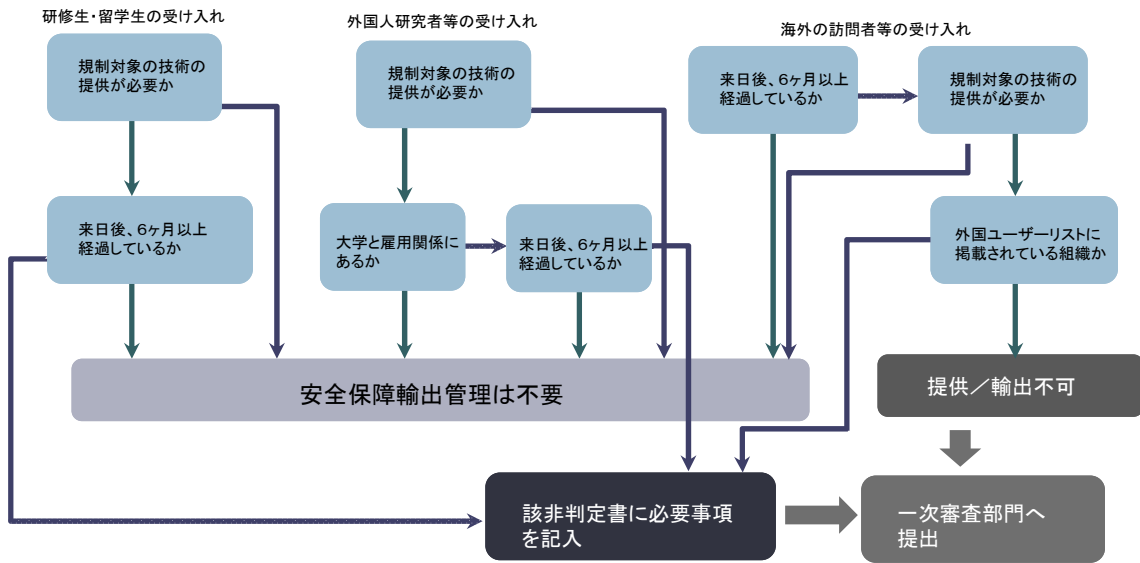 研修生・留学生の受け入れ
規制対象の技術の
提供が必要か
来日後、６ヶ月以上
経過しているか
外国人研究者等の受け入れ
規制対象の技術の
提供が必要か
大学と雇用関係に
あるか
来日後、６ヶ月以上
経過しているか
海外の訪問者等の受け入れ
来日後、６ヶ月以上
経過しているか
規制対象の技術の
提供が必要か
外国ユーザーリストに
掲載されている組織か
安全保障輸出管理は不要
提供／輸出不可
該非判定書に必要事項
を記入
一次審査部門へ
提出